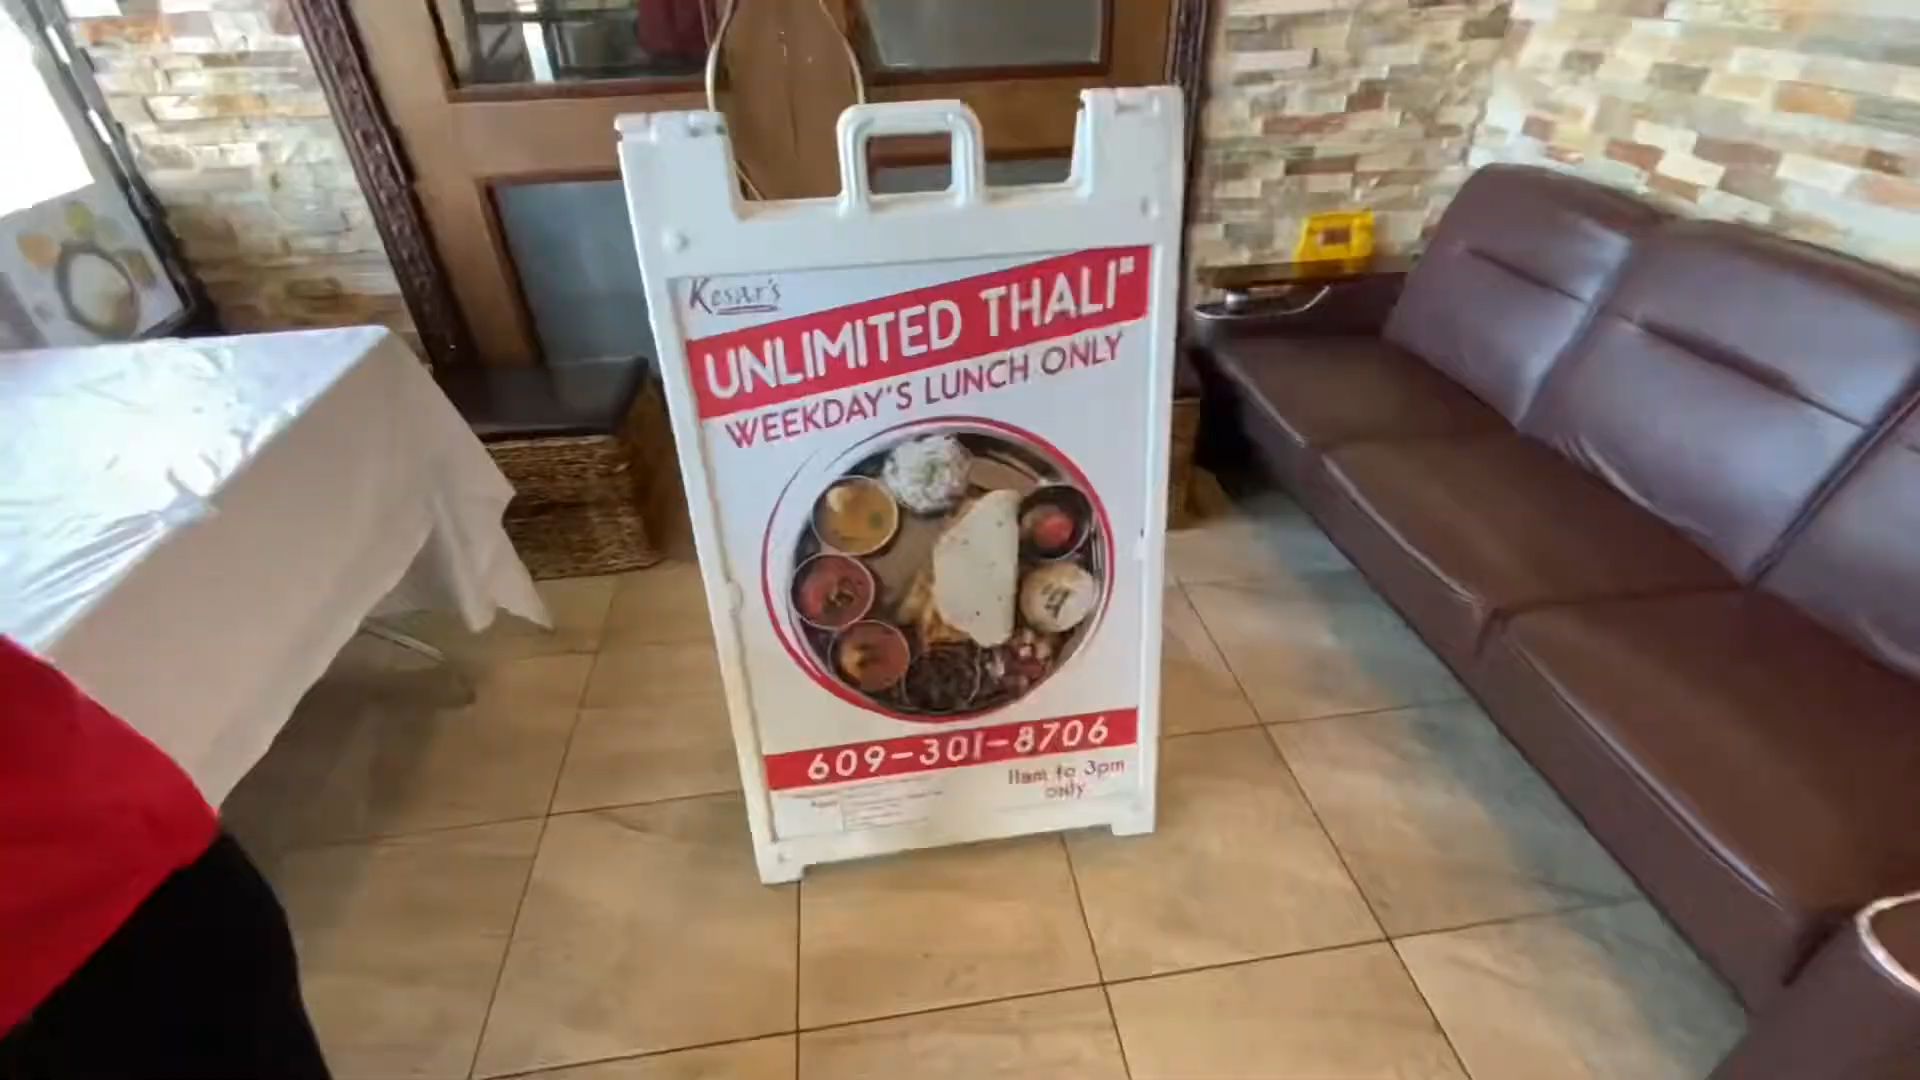 Kesar's
UNLIMITED THALI"
WEEKDAY'S LUNCH ONLY
609-301-8706
11am to 3pm
only